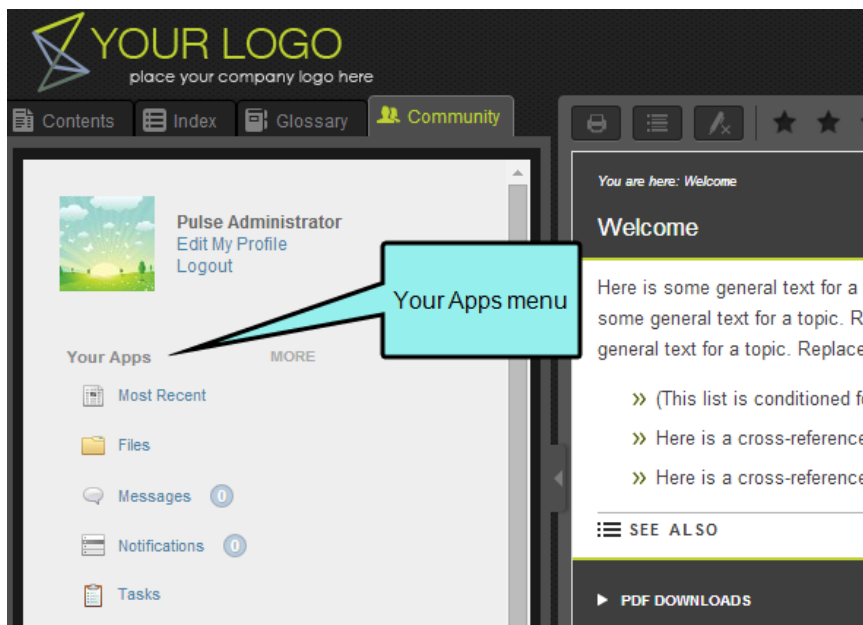 YOUR LOGO
place your company logo here
Contents
Index
Glossary
Community
Pulse Administrator
Edit My Profile
Logout
Your Apps menu
Your Apps
MORE
Most Recent
Files
Messages 0
Notifications 0
Tasks
You are here: Welcome
Welcome
Here is some general text for a
some general text for a topic. R
general text for a topic. Replace
» (This list is conditioned fo
» Here is a cross-reference
» Here is a cross-reference
SEE ALSO
PDF DOWNLOADS